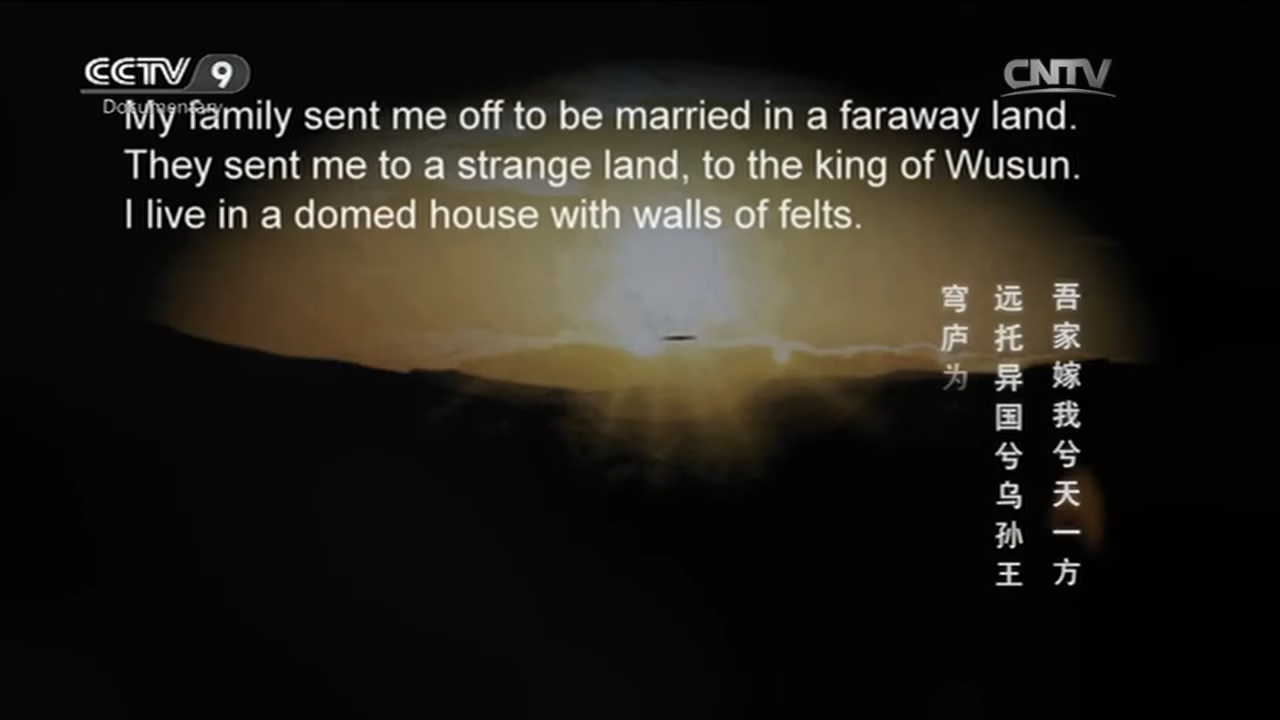 CCTV 9
Documentary
CNTV
My family sent me off to be married in a faraway land.
They sent me to a strange land, to the king of Wusun.
I live in a domed house with walls of felts.
吾家嫁我兮天一方
远托异国兮乌孙王
穹庐为